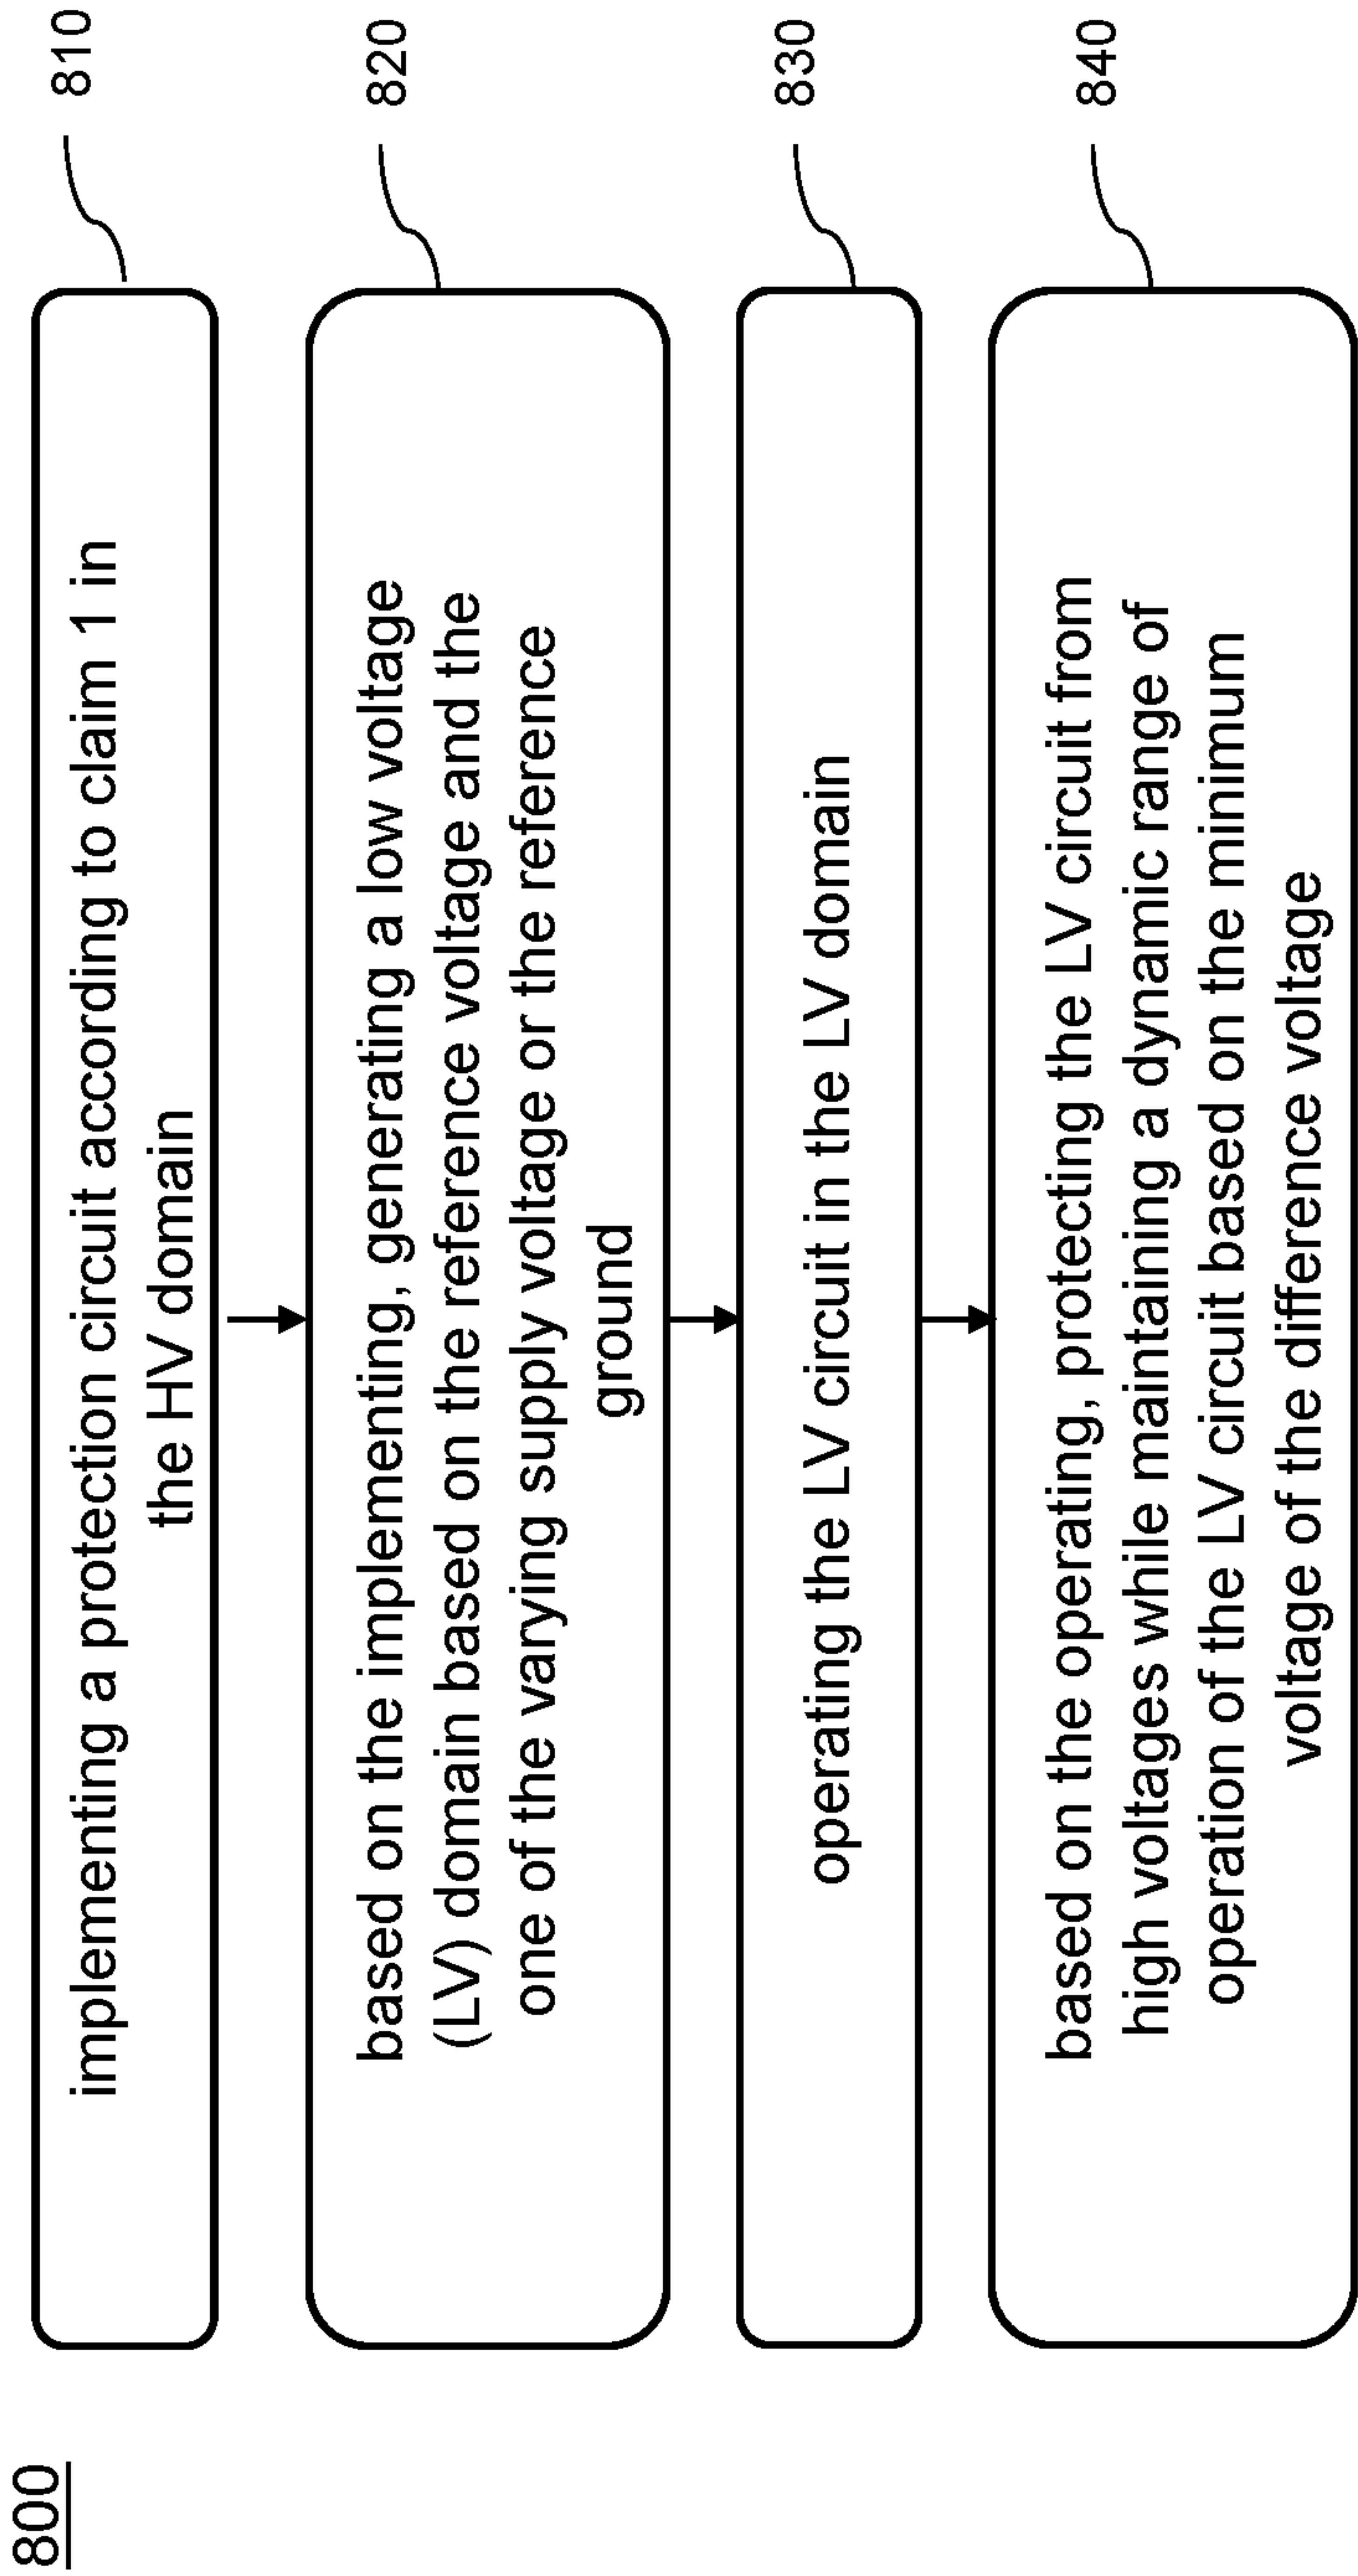 800
implementing a protection circuit according to claim 1 in
the HV domain
810
based on the implementing, generating a low voltage
(LV) domain based on the reference voltage and the
one of the varying supply voltage or the reference
ground
820
operating the LV circuit in the LV domain
830
based on the operating, protecting the LV circuit from
high voltages while maintaining a dynamic range of
operation of the LV circuit based on the minimum
voltage of the difference voltage
840